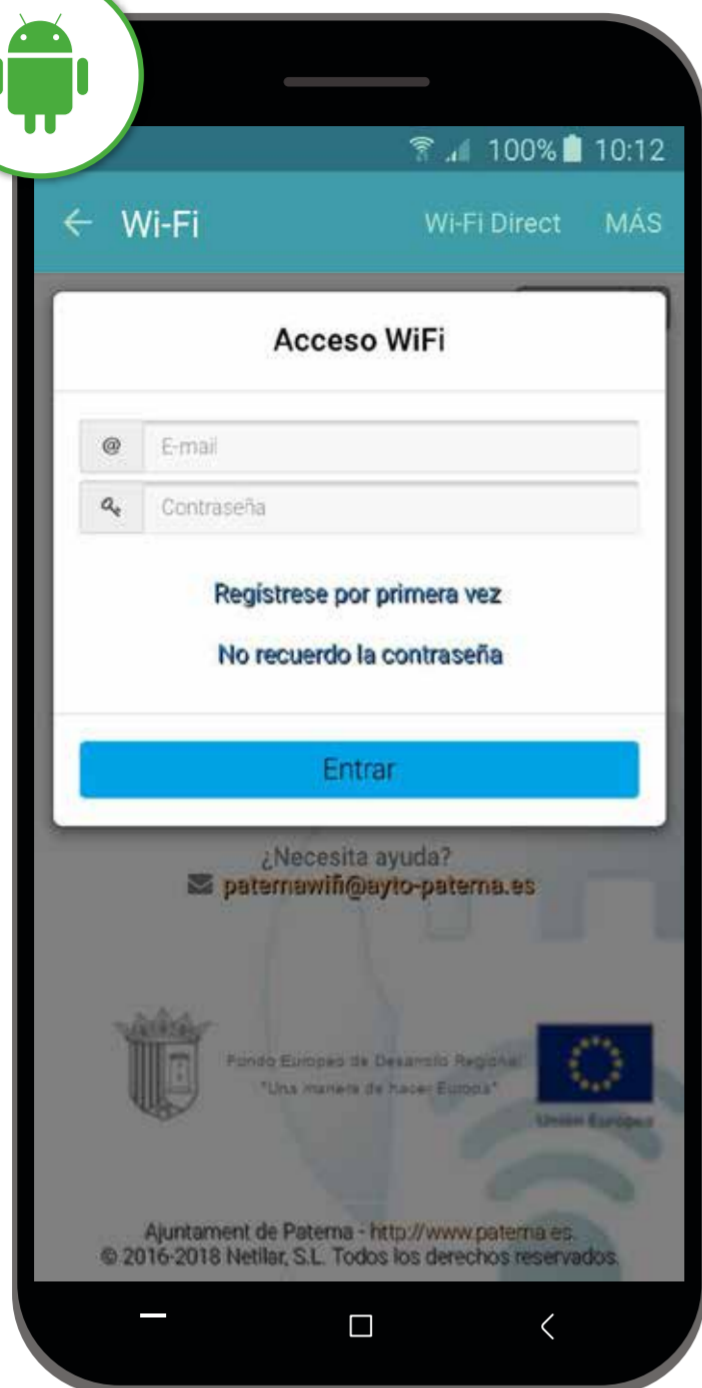 100% 10:12
Wi-Fi Wi-Fi Direct MÁS
Acceso WiFi
@ E-mail
Contraseña
Regístrese por primera vez
No recuerdo la contraseña
Entrar
¿Necesita ayuda?
paternawifi@ayto-paterna.es
Fondo Europeo de Desarrollo Regional
"Una manera de hacer Europa"
Unión Europea
Ajuntament de Paterna - http://www.paterna.es.
© 2016-2018 Netllar, S.L. Todos los derechos reservados.